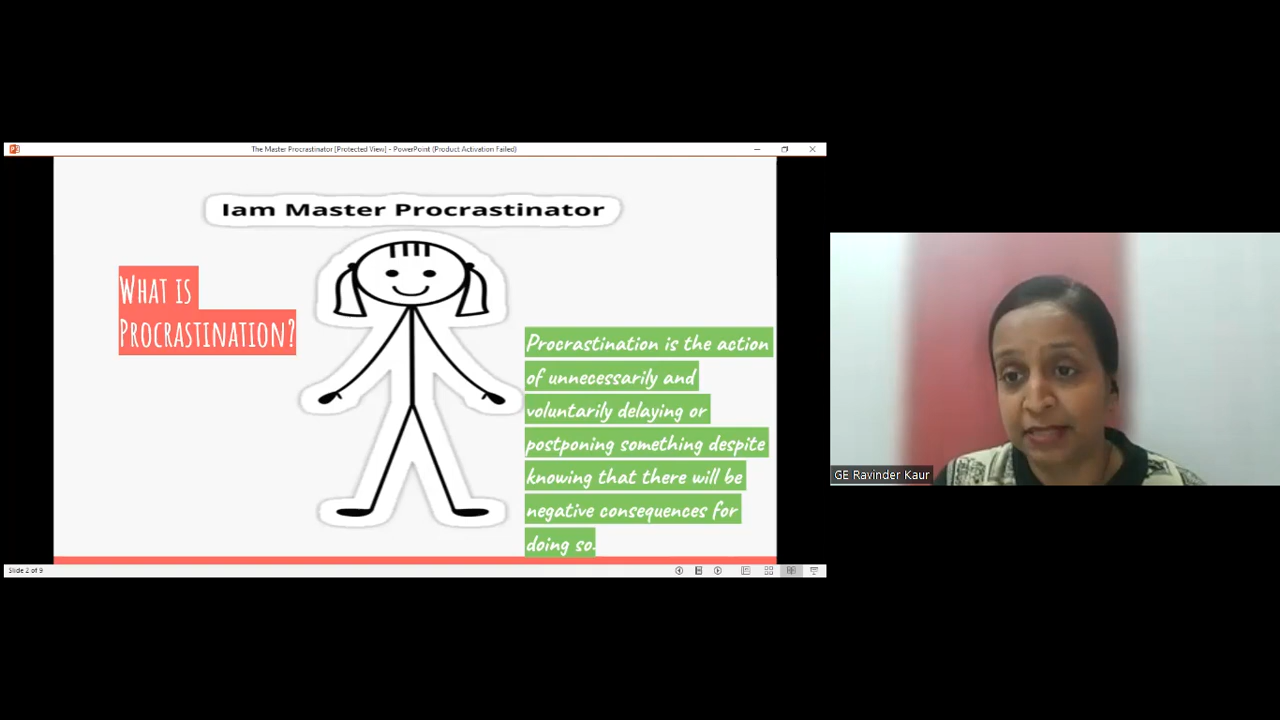 The Master Procrastinator [Protected View] - PowerPoint (Product Activation Failed)
Iam Master Procrastinator
WHAT IS
PROCRASTINATION?
Procrastination is the action
of unnecessarily and
voluntarily delaying or
postponing something despite
knowing that there will be
negative consequences for
doing so.
GE Ravinder Kaur
Slide 2 of 9